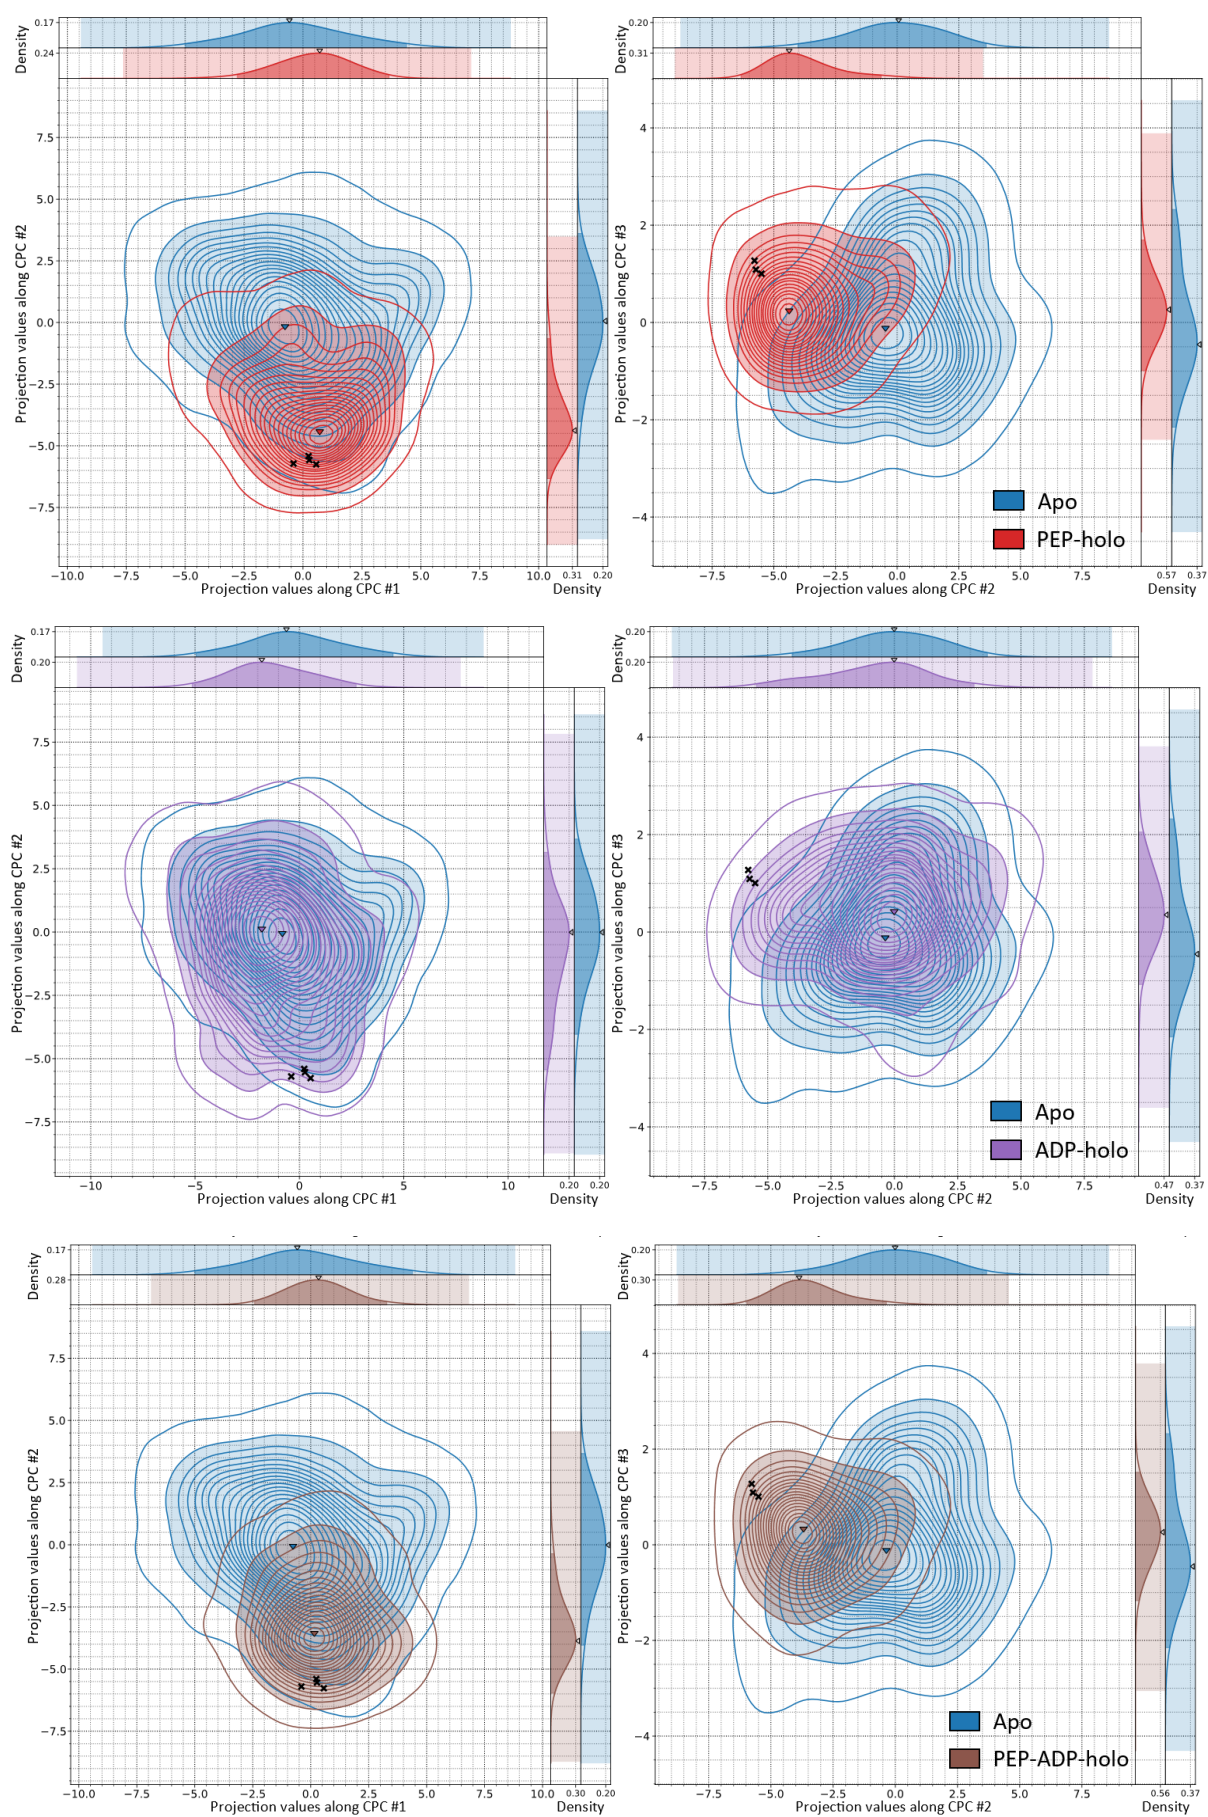 Density
0.17
0.24
7.5
5.0
2.5
0.0
−2.5
−5.0
−7.5
Projection values along CPC #2
−10.0 −7.5 −5.0 −2.5 0.0 2.5 5.0 7.5 10.0 0.31 0.20
Projection values along CPC #1 Density
Density
0.20
0.31
4
2
0
−2
−4
Projection values along CPC #3
Apo
PEP-holo
−7.5 −5.0 −2.5 0.0 2.5 5.0 7.5 0.57 0.37
Projection values along CPC #2 Density
Density
0.17
0.20
7.5
5.0
2.5
0.0
−2.5
−5.0
−7.5
Projection values along CPC #2
−10 −5 0 5 10 0.20 0.20
Projection values along CPC #1 Density
Density
0.20
0.20
4
2
0
−2
−4
Projection values along CPC #3
Apo
ADP-holo
−7.5 −5.0 −2.5 0.0 2.5 5.0 7.5 0.47 0.37
Projection values along CPC #2 Density
Density
0.17
0.28
7.5
5.0
2.5
0.0
−2.5
−5.0
−7.5
Projection values along CPC #2
−10.0 −7.5 −5.0 −2.5 0.0 2.5 5.0 7.5 10.0 0.30 0.20
Projection values along CPC #1 Density
Density
0.20
0.30
4
2
0
−2
−4
Projection values along CPC #3
Apo
PEP-ADP-holo
−7.5 −5.0 −2.5 0.0 2.5 5.0 7.5 0.56 0.37
Projection values along CPC #2 Density